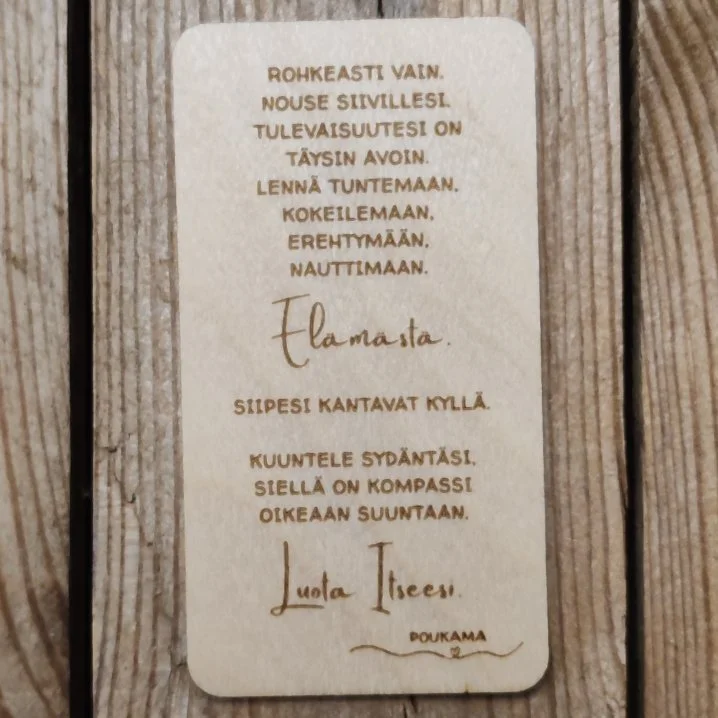 ROHKEASTI VAIN.
NOUSE SIIVILLESI.
TULEVAISUUTESI ON
TÄYSIN AVOIN.
LENNÄ TUNTEMAAN,
KOKEILEMAAN,
EREHTYMÄÄN,
NAUTTIMAAN.
Elämästä.
SIIPESI KANTAVAT KYLLÄ.
KUUNTELE SYDÄNTÄSI,
SIELLÄ ON KOMPASSI
OIKEAAN SUUNTAAN.
Luota Itseesi.
POUKAMA